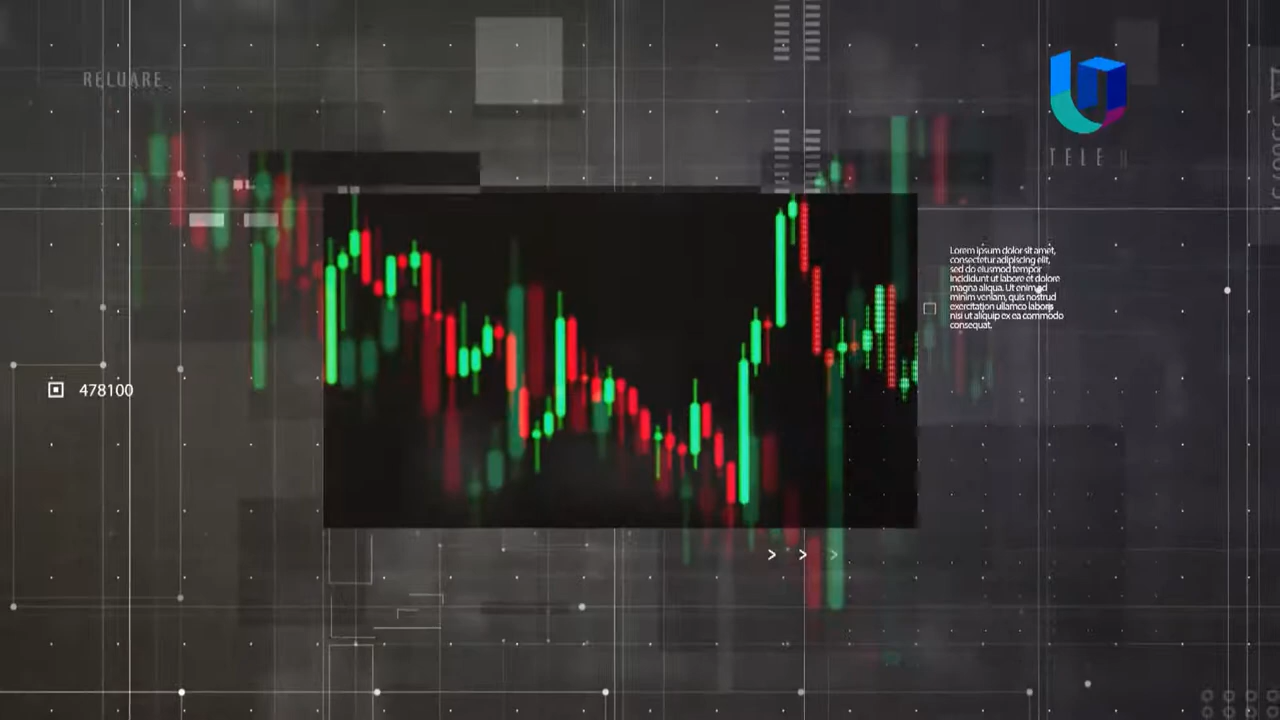 RELUARE
TELE
Lorem ipsum dolor sit amet,
consectetur adipiscing elit,
sed do eiusmod tempor
incididunt ut labore et dolore
magna aliqua. Ut enim ad
minim veniam, quis nostrud
exercitation ullamco laboris
nisi ut aliquip ex ea commodo
consequat.
478100
> > >